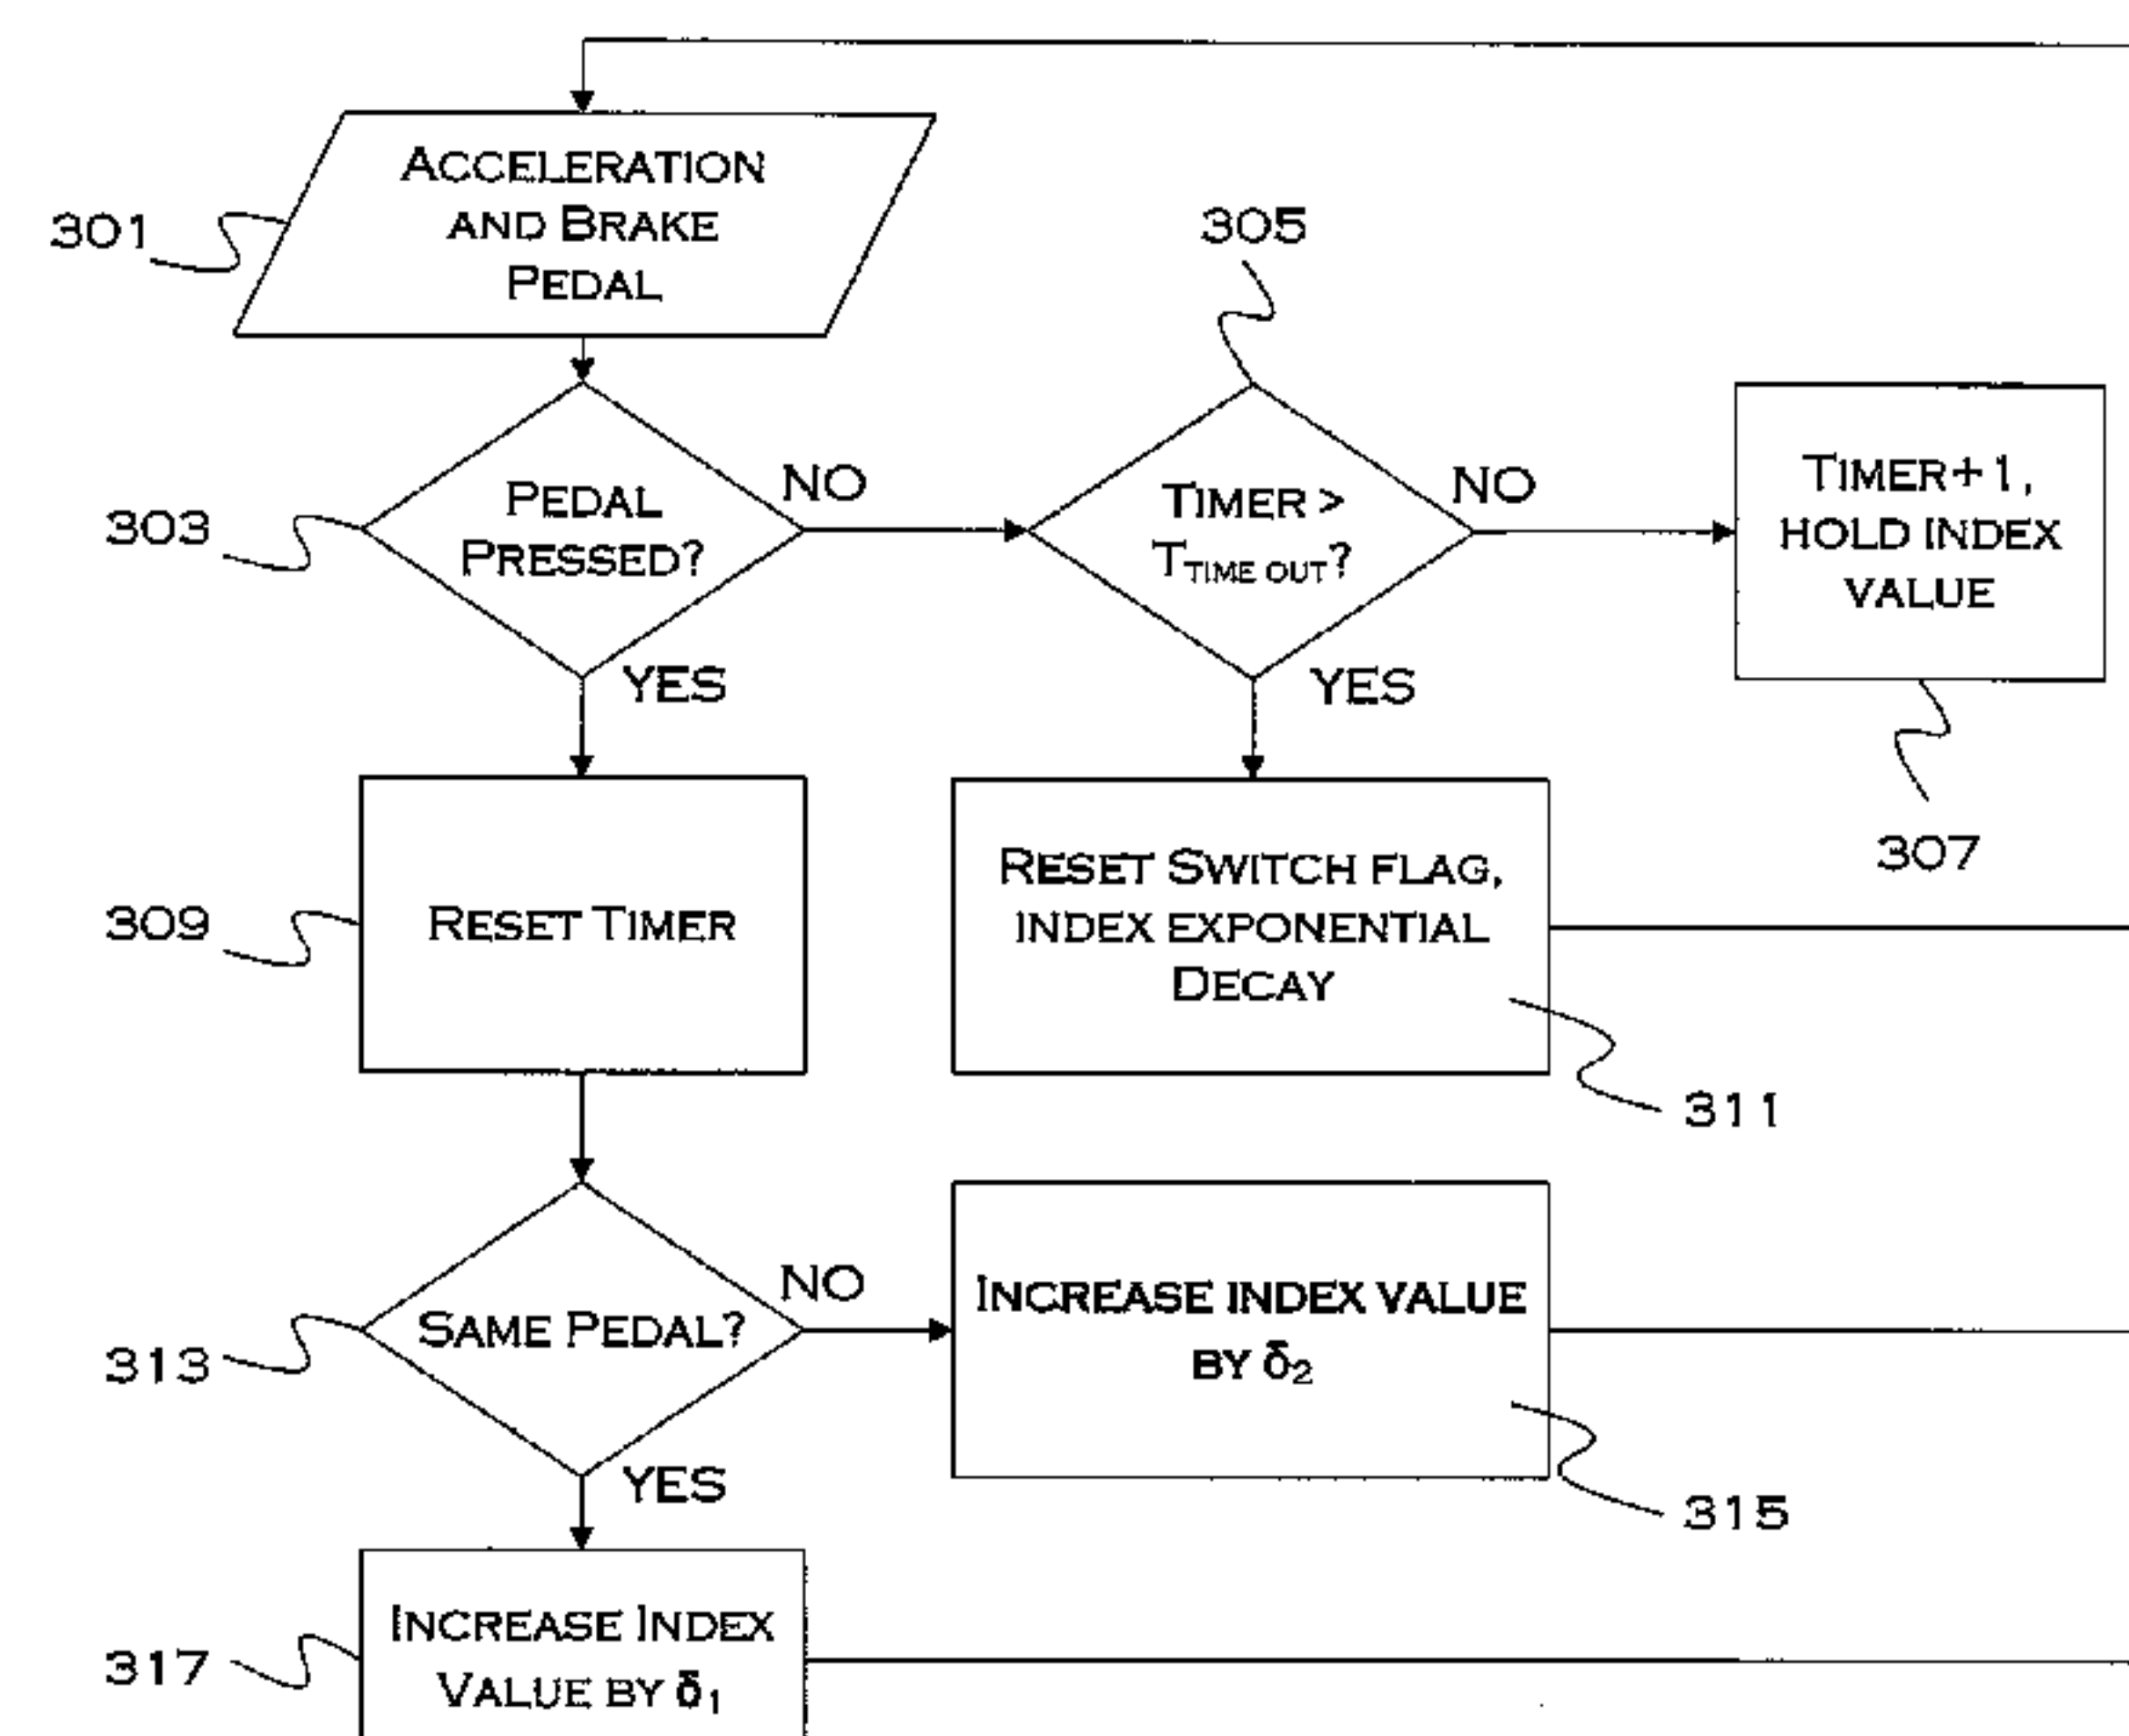 ACCELERATION
AND BRAKE
PEDAL
301
305
PEDAL
PRESSED?
NO
303
YES
TIMER >
TTIME OUT?
NO
YES
TIMER+1,
HOLD INDEX
VALUE
307
RESET TIMER
309
RESET SWITCH FLAG,
INDEX EXPONENTIAL
DECAY
311
SAME PEDAL?
NO
313
YES
INCREASE INDEX VALUE
BY δ2
315
INCREASE INDEX
VALUE BY δ1
317